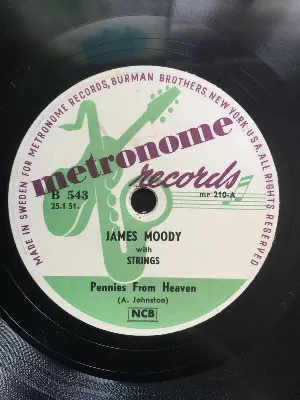 MADE IN SWEDEN FOR METRONOME RECORDS, BURMAN BROTHERS, NEW YORK, U.S.A. ALL RIGHTS RESERVED
metronome
records
B 543
25.1 51.
mr 210-A
JAMES MOODY
with
STRINGS
Pennies From Heaven
(A. Johnston)
NCB